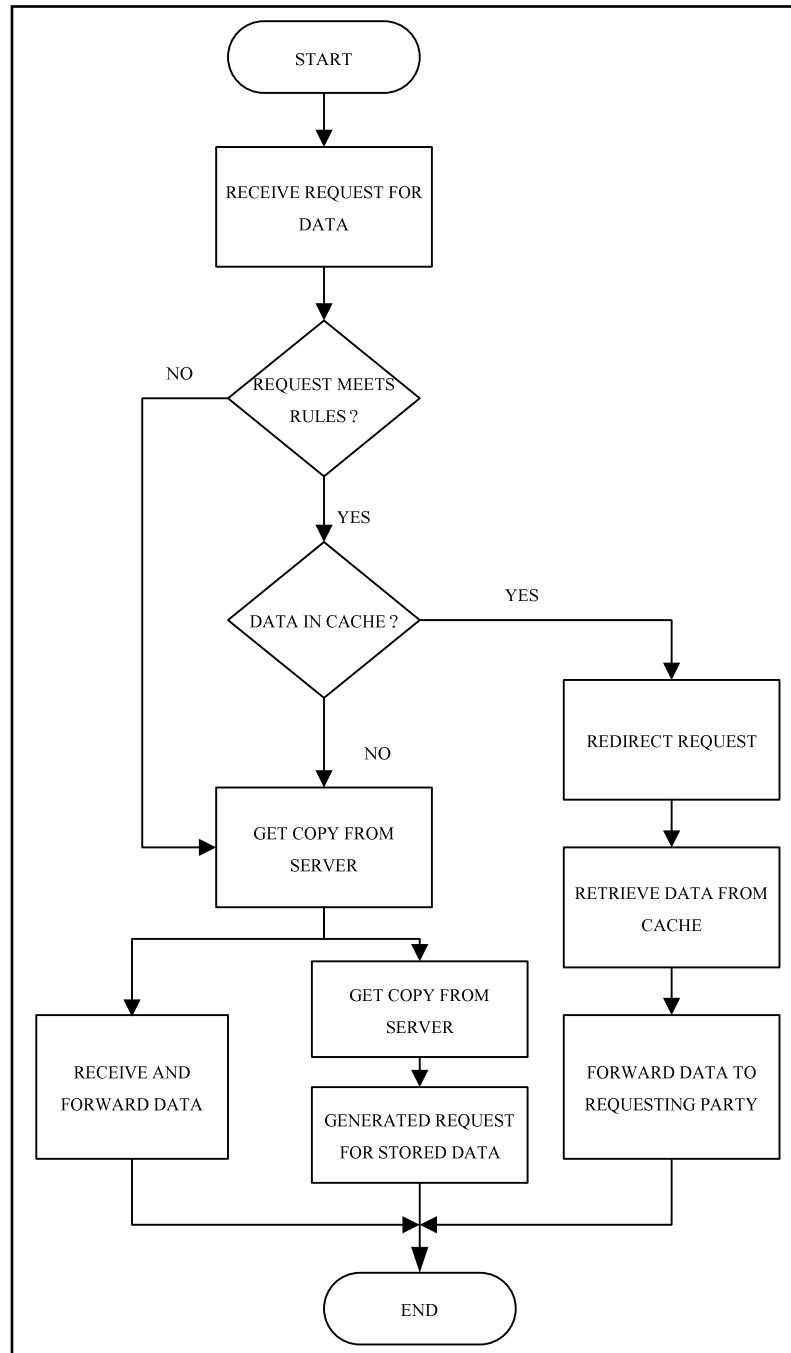 START
RECEIVE REQUEST FOR
DATA
NO
REQUEST MEETS
RULES?
YES
DATA IN CACHE?
YES
NO
REDIRECT REQUEST
GET COPY FROM
SERVER
RETRIEVE DATA FROM
CACHE
GET COPY FROM
SERVER
RECEIVE AND
FORWARD DATA
FORWARD DATA TO
REQUESTING PARTY
GENERATED REQUEST
FOR STORED DATA
END